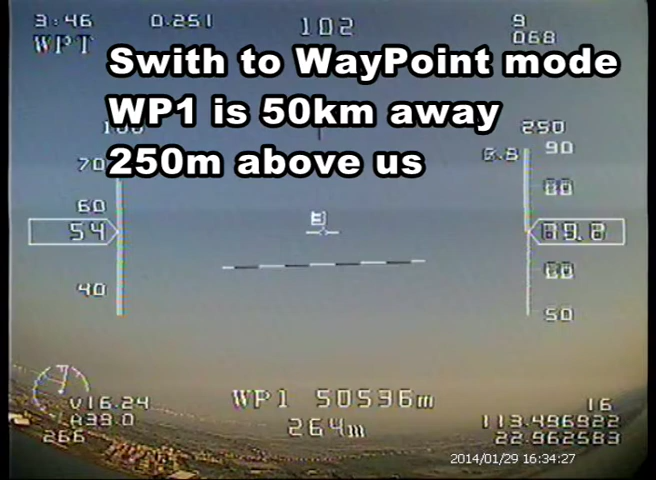 3:46 0.251 102 9
WPT 068
Swith to WayPoint mode
WP1 is 50km away
250m above us
100 250
70 6.8 90
60 80
54 89.8
60
40 50
V16.24 WP1 50596m 16
A39.0 264m 113.496922
266 22.962583
2014/01/29 16:34:27